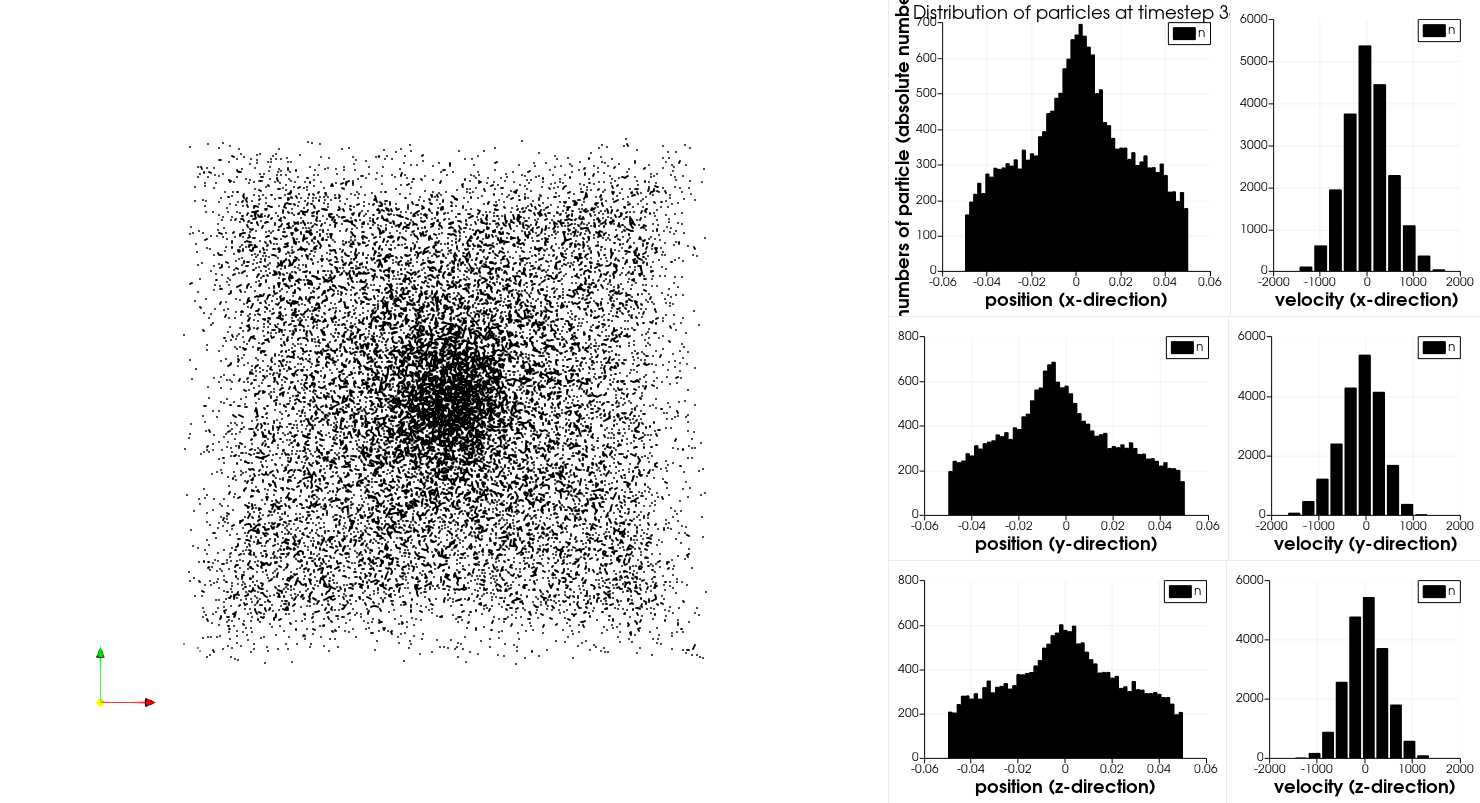 Distribution of particles at timestep 3
numbers of particle (absolute numbe
700
600
500
400
300
200
100
0
-0.06 -0.04 -0.02 0 0.02 0.04 0.06
position (x-direction)
n
6000
5000
4000
3000
2000
1000
0
-2000 -1000 0 1000 2000
velocity (x-direction)
n
800
600
400
200
0
-0.06 -0.04 -0.02 0 0.02 0.04 0.06
position (y-direction)
n
6000
4000
2000
0
-2000 -1000 0 1000 2000
velocity (y-direction)
n
800
600
400
200
0
-0.06 -0.04 -0.02 0 0.02 0.04 0.06
position (z-direction)
n
6000
4000
2000
0
-2000 -1000 0 1000 2000
velocity (z-direction)
n